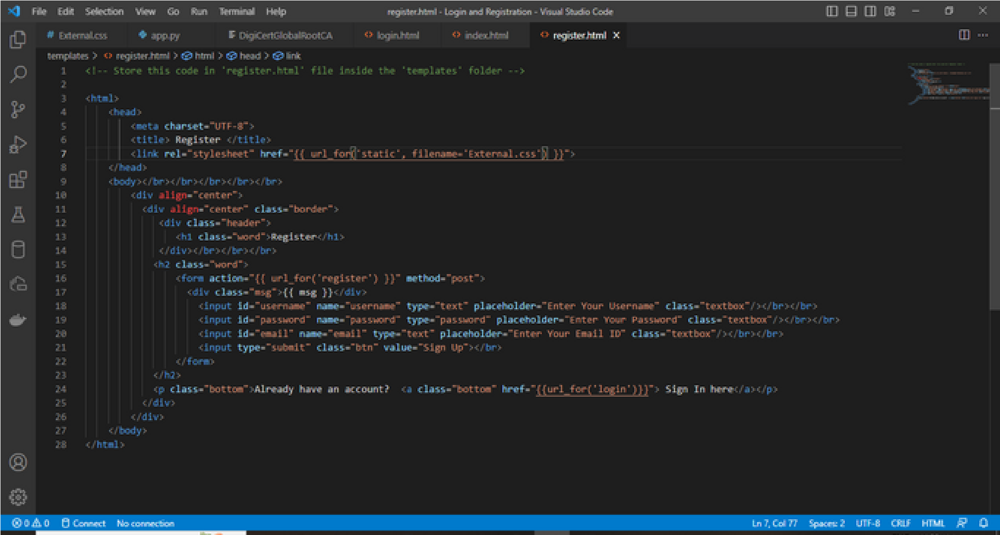 File Edit Selection View Go Run Terminal Help register.html - Login and Registration - Visual Studio Code
# External.css app.py DigiCertGlobalRootCA <> login.html <> index.html <> register.html X
templates > <> register.html > html > head > link
1 <!-- Store this code in 'register.html' file inside the 'templates' folder -->
2
3 <html>
4 <head>
5 <meta charset="UTF-8">
6 <title> Register </title>
7 <link rel="stylesheet" href="{{ url_for('static', filename='External.css') }}">
8 </head>
9 <body></br></br></br></br></br>
10 <div align="center">
11 <div align="center" class="border">
12 <div class="header">
13 <h1 class="word">Register</h1>
14 </div></br></br></br>
15 <h2 class="word">
16 <form action="{{ url_for('register') }}" method="post">
17 <div class="msg">{{ msg }}</div>
18 <input id="username" name="username" type="text" placeholder="Enter Your Username" class="textbox"/></br></br>
19 <input id="password" name="password" type="password" placeholder="Enter Your Password" class="textbox"/></br></br>
20 <input id="email" name="email" type="text" placeholder="Enter Your Email ID" class="textbox"/></br></br>
21 <input type="submit" class="btn" value="Sign Up"></br>
22 </form>
23 </h2>
24 <p class="bottom">Already have an account?  <a class="bottom" href="{{url_for('login')}}"> Sign In here</a></p>
25 </div>
26 </div>
27 </body>
28 </html>
0 0 Connect No connection Ln 7, Col 77 Spaces: 2 UTF-8 CRLF HTML